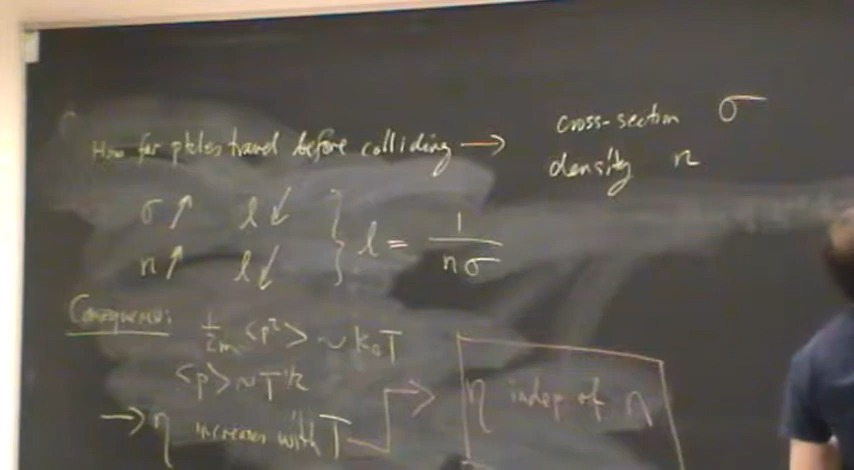 How far ptcles travel before colliding → cross-section σ
density n
σ↑ l↓
n↑ l↓ } l = 1/nσ
Consequences:
1/2m <p²> ~ k_B T
<p> ~ T^1/2
→ η increases with T → η indep of n